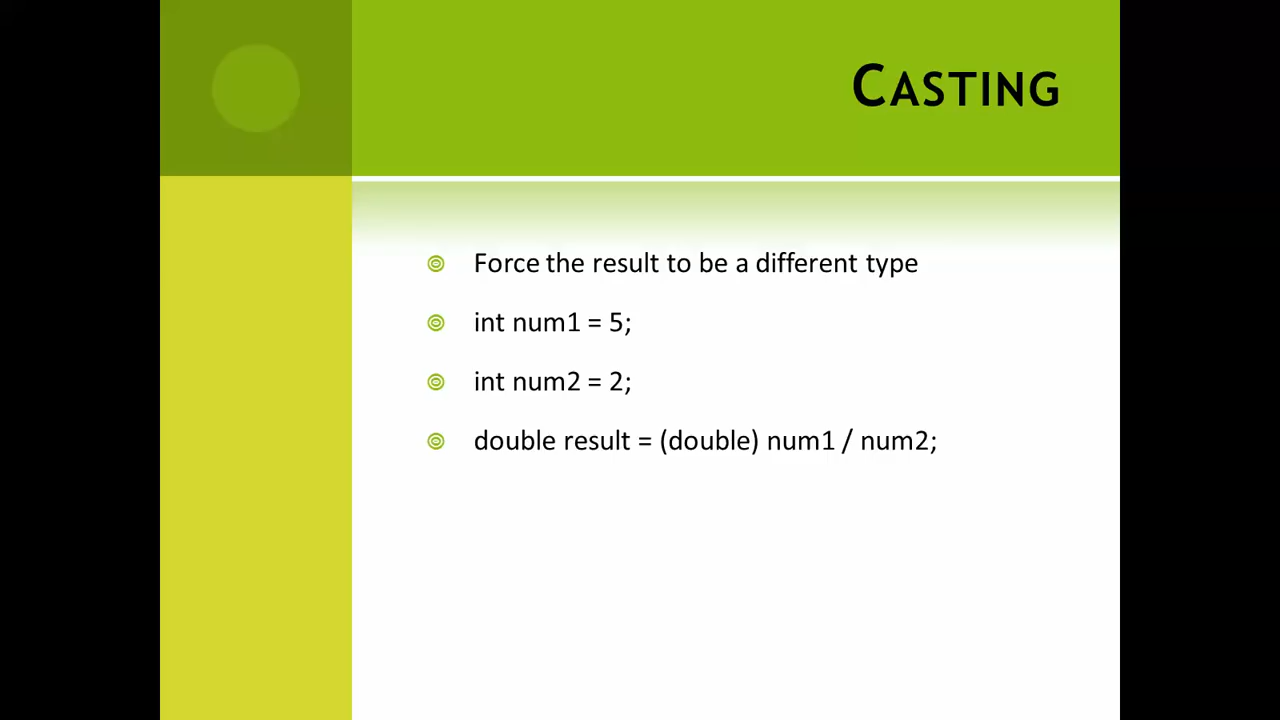 CASTING
Force the result to be a different type
int num1 = 5;
int num2 = 2;
double result = (double) num1 / num2;